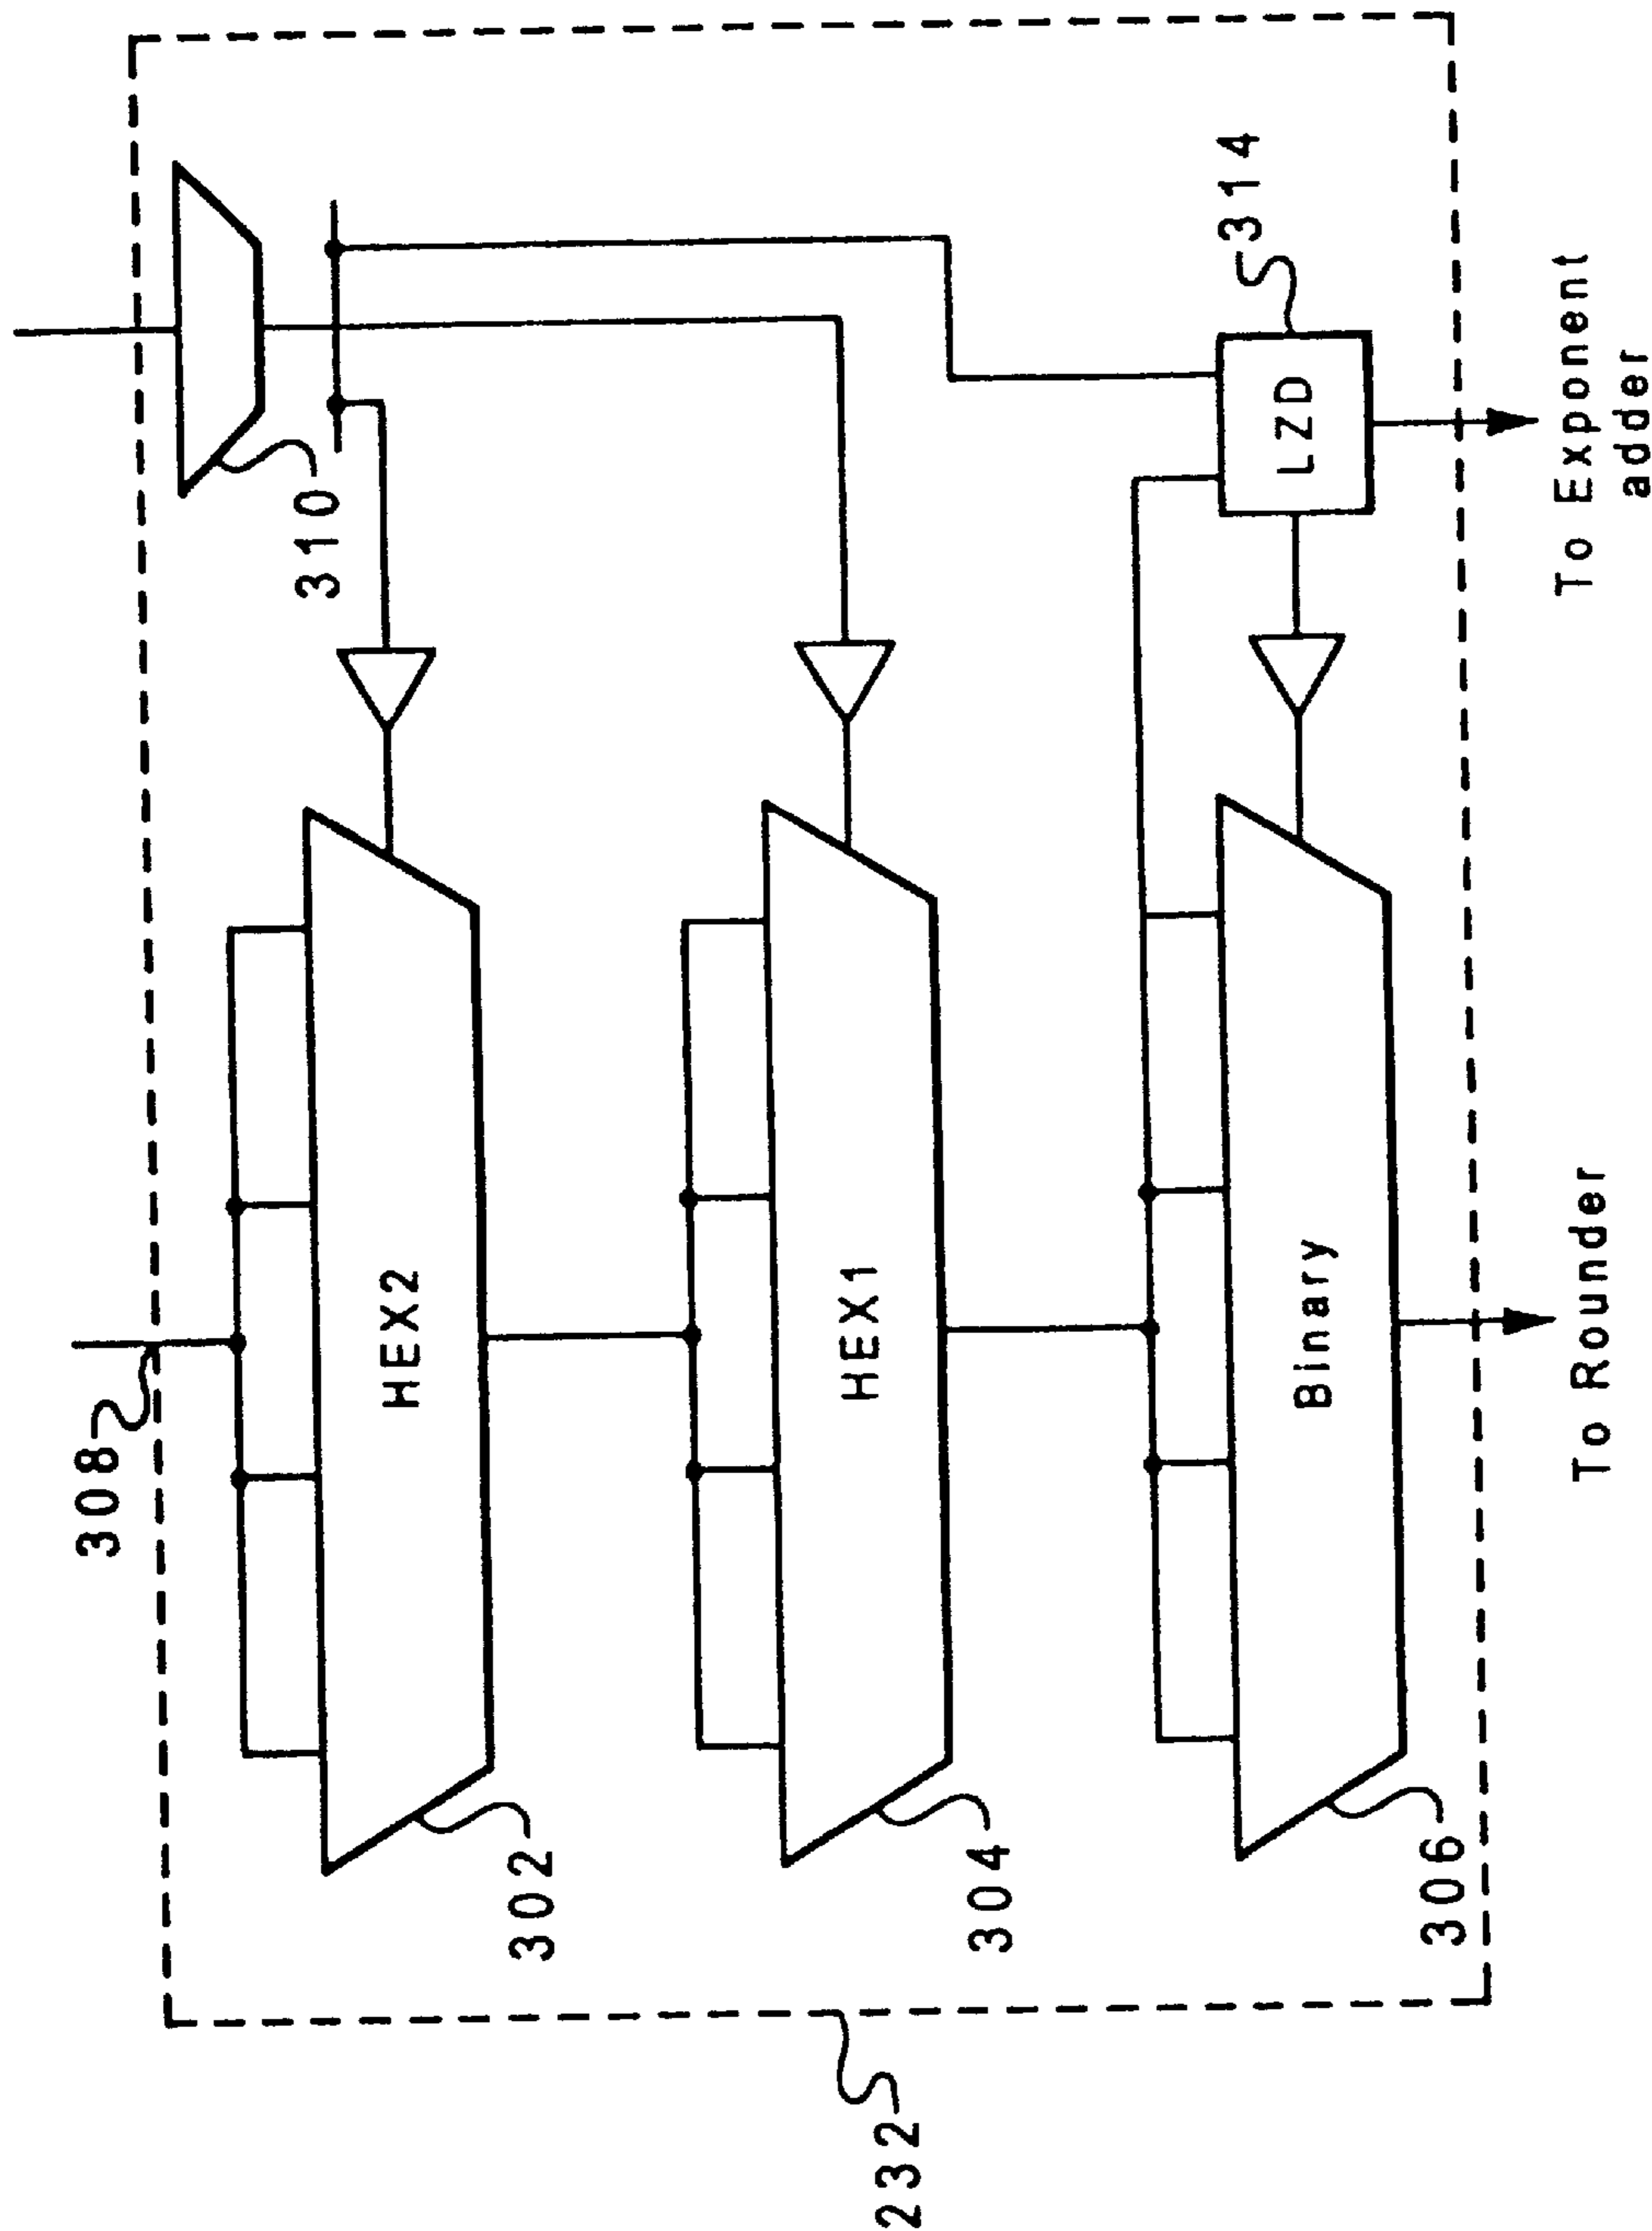 308
310
HEX2
302
HEX1
304
232
314
LZD
Binary
306
To Rounder
To Exponent
adder